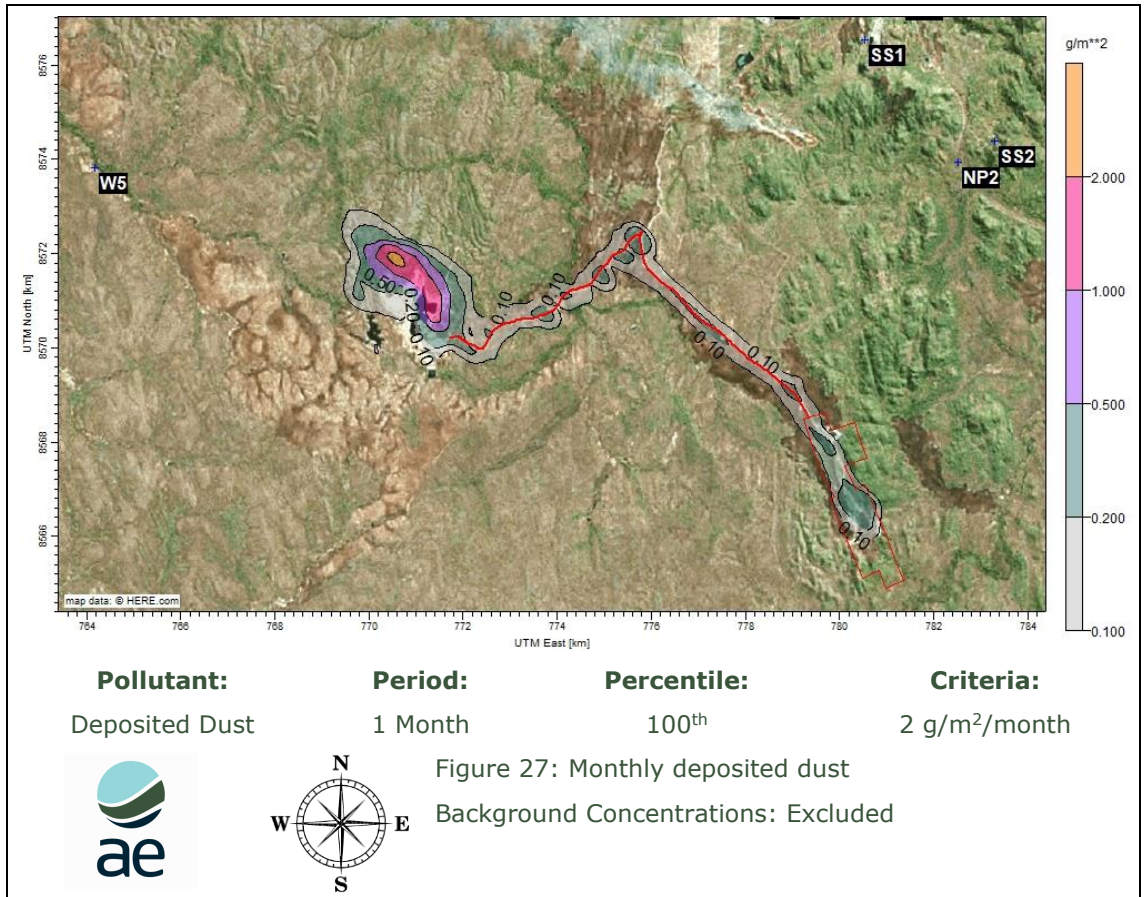 g/m**2
SS1
SS2
NP2
W5
2.000
1.000
0.500
0.200
0.100
8576
8574
8572
8570
8568
8566
UTM North [km]
0.50
0.20
0.10
0.10
0.10
0.10
0.10
0.10
0.10
map data: © HERE.com
764
766
768
770
772
774
776
778
780
782
784
UTM East [km]
Pollutant: Period: Percentile: Criteria:
Deposited Dust 1 Month 100th 2 g/m²/month
ae
N
W E
S
Figure 27: Monthly deposited dust
Background Concentrations: Excluded